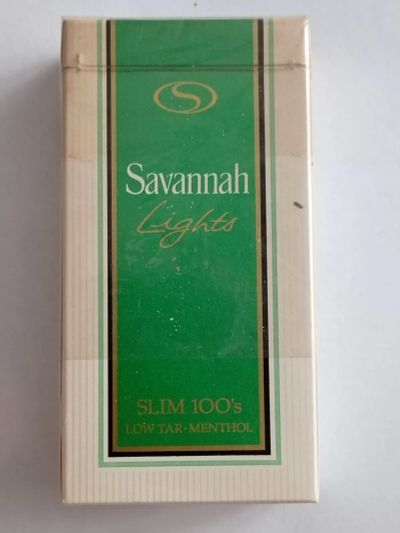 S
Savannah
Lights
SLIM 100's
LOW TAR·MENTHOL